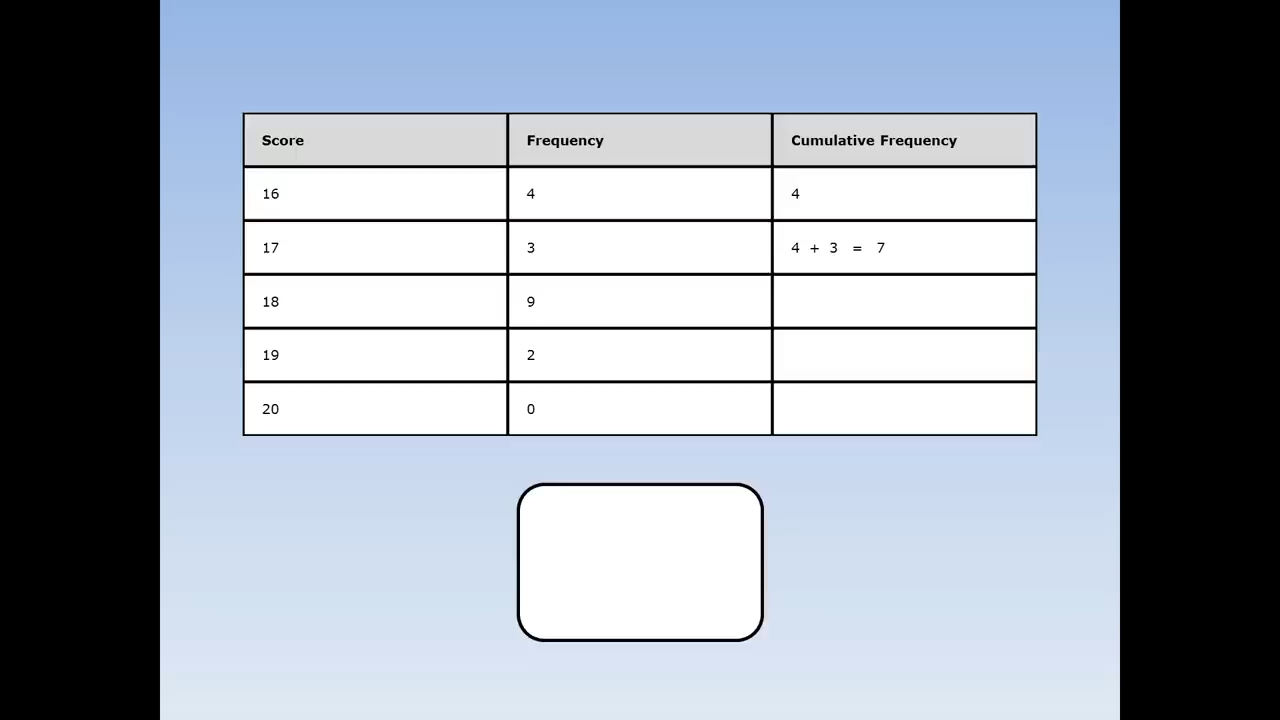 Score Frequency Cumulative Frequency
16 4 4
17 3 4 + 3 = 7
18 9
19 2
20 0